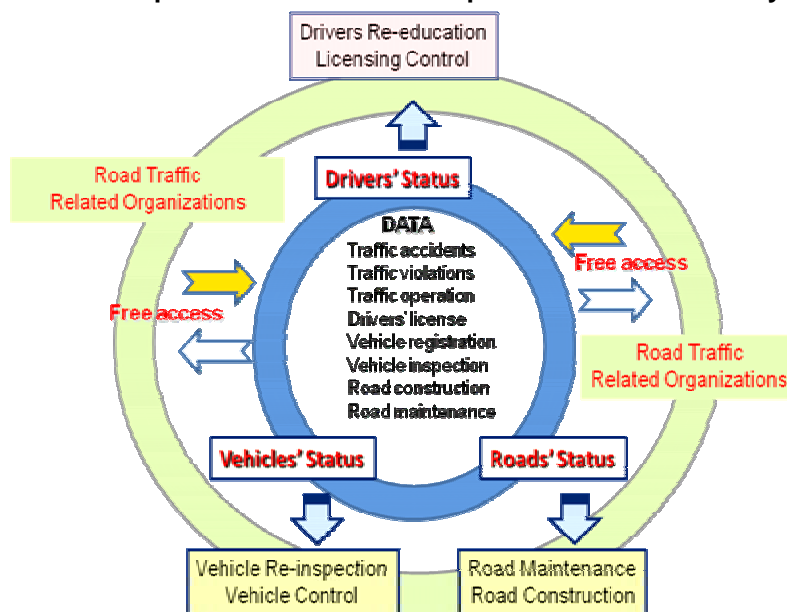 Drivers Re-education
Licensing Control
Road Traffic
Related Organizations
Drivers' Status
DATA
Traffic accidents
Traffic violations
Traffic operation
Drivers' license
Vehicle registration
Vehicle inspection
Road construction
Road maintenance
Free access
Free access
Road Traffic
Related Organizations
Vehicles' Status
Roads' Status
Vehicle Re-inspection
Vehicle Control
Road Maintenance
Road Construction